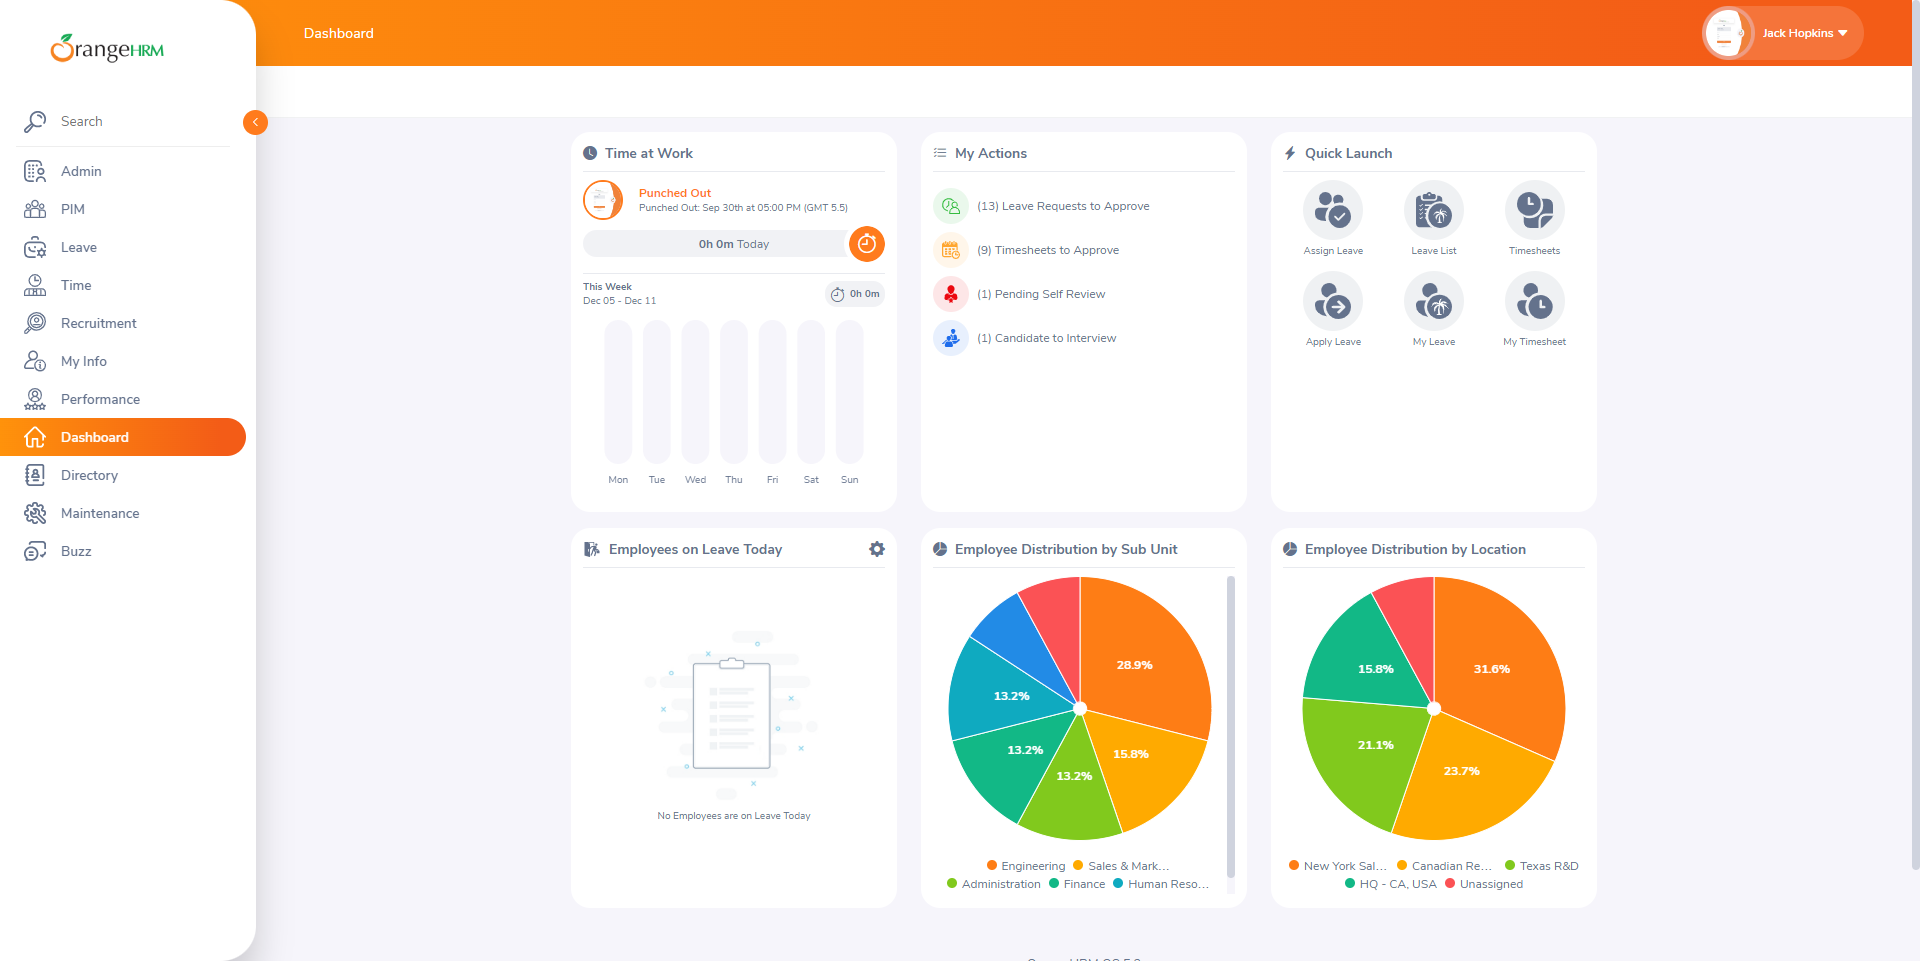 OrangeHRM
Search
Admin
PIM
Leave
Time
Recruitment
My Info
Performance
Dashboard
Directory
Maintenance
Buzz
Dashboard
Jack Hopkins
Time at Work
Punched Out
Punched Out: Sep 30th at 05:00 PM (GMT 5.5)
0h 0m Today
This Week
Dec 05 - Dec 11
0h 0m
Mon Tue Wed Thu Fri Sat Sun
My Actions
(13) Leave Requests to Approve
(9) Timesheets to Approve
(1) Pending Self Review
(1) Candidate to Interview
Quick Launch
Assign Leave Leave List Timesheets
Apply Leave My Leave My Timesheet
Employees on Leave Today
No Employees are on Leave Today
Employee Distribution by Sub Unit
28.9%
13.2%
13.2%
15.8%
13.2%
Engineering Sales & Mark...
Administration Finance Human Reso...
Employee Distribution by Location
15.8%
31.6%
21.1%
23.7%
New York Sal... Canadian Re... Texas R&D
HQ - CA, USA Unassigned